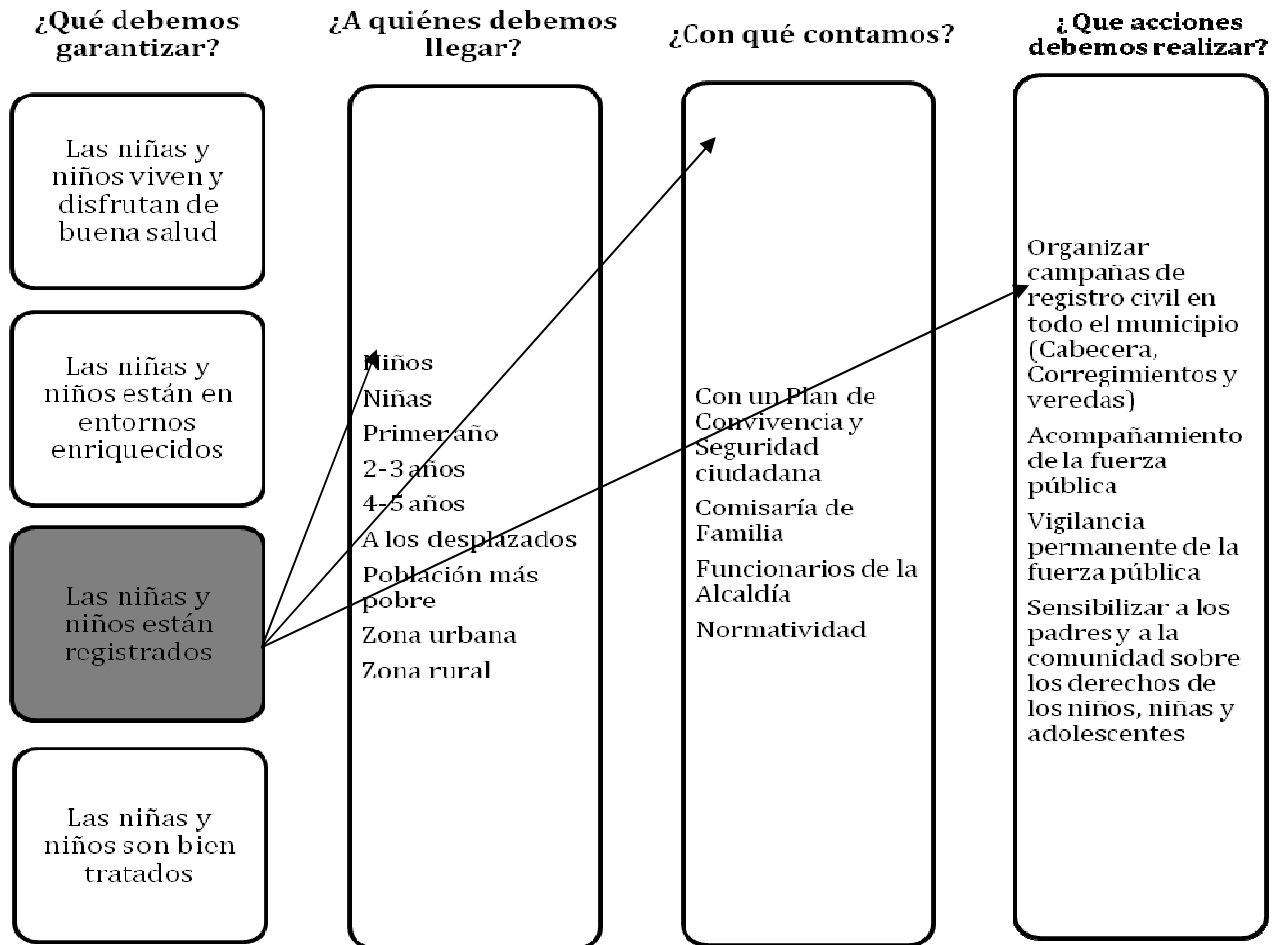 ¿Qué debemos
garantizar?
Las niñas y
niños viven y
disfrutan de
buena salud
Las niñas y
niños están en
entornos
enriquecidos
Las niñas y
niños están
registrados
Las niñas y
niños son bien
tratados
¿A quiénes debemos
llegar?
Niños
Niñas
Primer año
2-3 años
4-5 años
A los desplazados
Población más
pobre
Zona urbana
Zona rural
¿Con qué contamos?
Con un Plan de
Convivencia y
Seguridad
ciudadana
Comisaría de
Familia
Funcionarios de la
Alcaldía
Normatividad
¿ Que acciones
debemos realizar?
Organizar
campañas de
registro civil en
todo el municipio
(Cabecera,
Corregimientos y
veredas)
Acompañamiento
de la fuerza
pública
Vigilancia
permanente de la
fuerza pública
Sensibilizar a los
padres y a la
comunidad sobre
los derechos de
los niños, niñas y
adolescentes